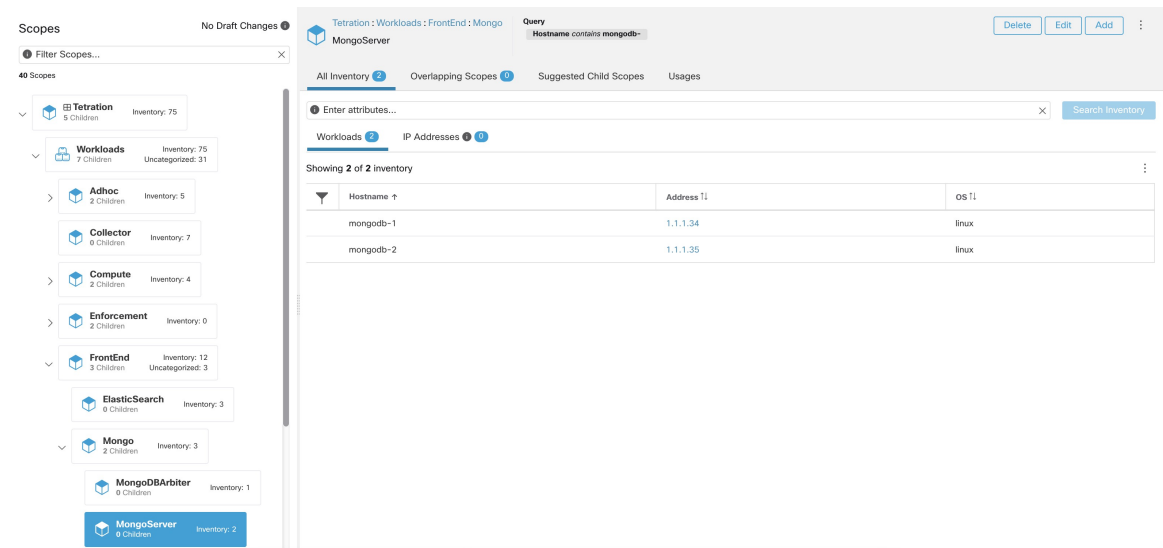 Scopes
No Draft Changes
Filter Scopes...
40 Scopes
Tetration
5 Children
Inventory: 75
Workloads
7 Children
Inventory: 75
Uncategorized: 31
Adhoc
2 Children
Inventory: 5
Collector
0 Children
Inventory: 7
Compute
2 Children
Inventory: 4
Enforcement
2 Children
Inventory: 0
FrontEnd
3 Children
Inventory: 12
Uncategorized: 3
ElasticSearch
0 Children
Inventory: 3
Mongo
2 Children
Inventory: 3
MongoDBArbiter
0 Children
Inventory: 1
MongoServer
0 Children
Inventory: 2
Tetration : Workloads : FrontEnd : Mongo
MongoServer
Query
Hostname contains mongodb-
Delete Edit Add
All Inventory 2 Overlapping Scopes 0 Suggested Child Scopes Usages
Enter attributes...
Search Inventory
Workloads 2 IP Addresses 0
Showing 2 of 2 inventory
Hostname ↑ Address ↑↓ OS ↑↓
mongodb-1 1.1.1.34 linux
mongodb-2 1.1.1.35 linux